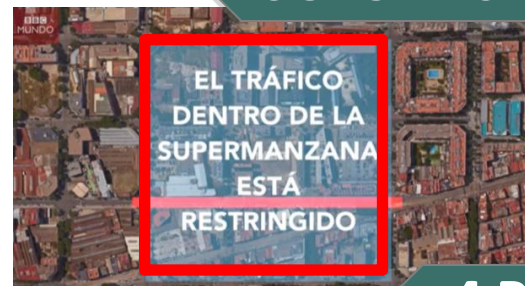 BBC
MUNDO
EL TRÁFICO
DENTRO DE LA
SUPERMANZANA
ESTÁ
RESTRINGIDO